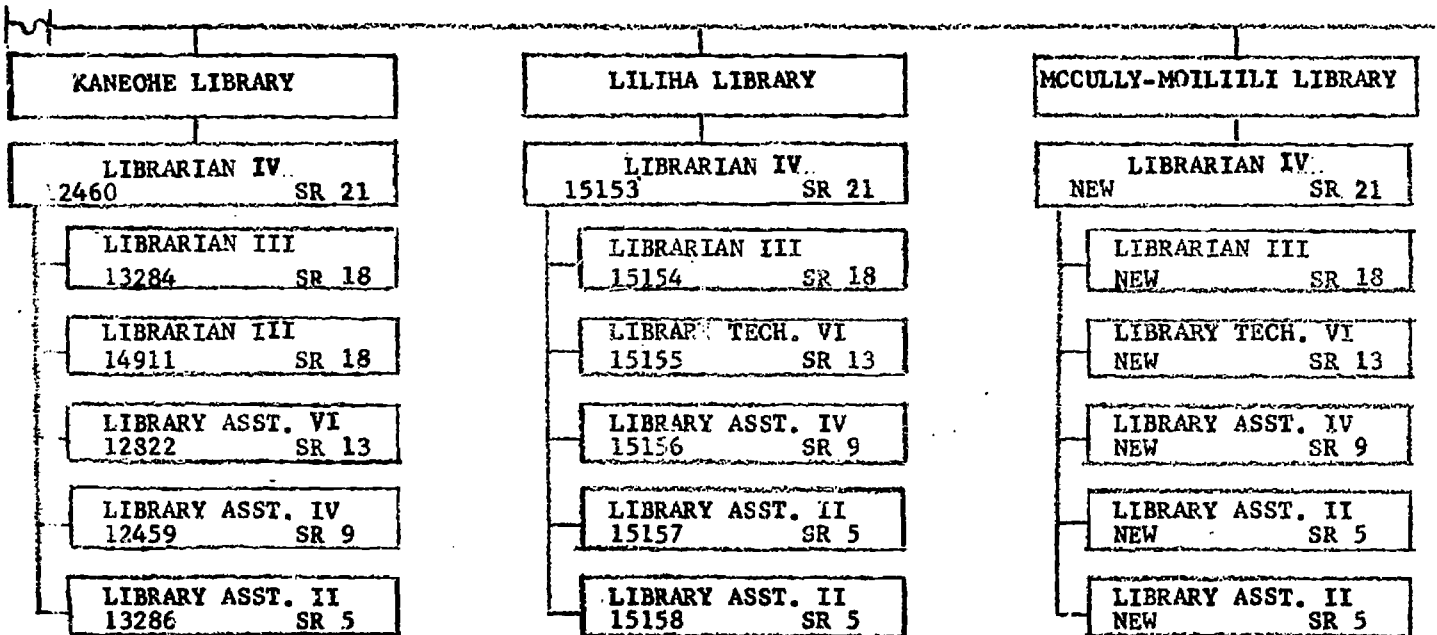 KANEOHE LIBRARY
LIBRARIAN IV
2460 SR 21
LIBRARIAN III
13284 SR 18
LIBRARIAN III
14911 SR 18
LIBRARY ASST. VI
12822 SR 13
LIBRARY ASST. IV
12459 SR 9
LIBRARY ASST. II
13286 SR 5
LILIHA LIBRARY
LIBRARIAN IV
15153 SR 21
LIBRARIAN III
15154 SR 18
TECH. VI
15155 SR 13
LIBRARY ASST. IV
15156 SR 9
LIBRARY ASST. II
15157 SR 5
LIBRARY ASST. II
15158 SR 5
MCCULLY-MOILIILI LIBRARY
LIBRARIAN IV
NEW SR 21
LIBRARIAN III
NEW SR 18
LIBRARY TECH. VI
NEW SR 13
LIBRARY ASST. IV
NEW SR 9
LIBRARY ASST. II
NEW SR 5
LIBRARY ASST. II
NEW SR 5